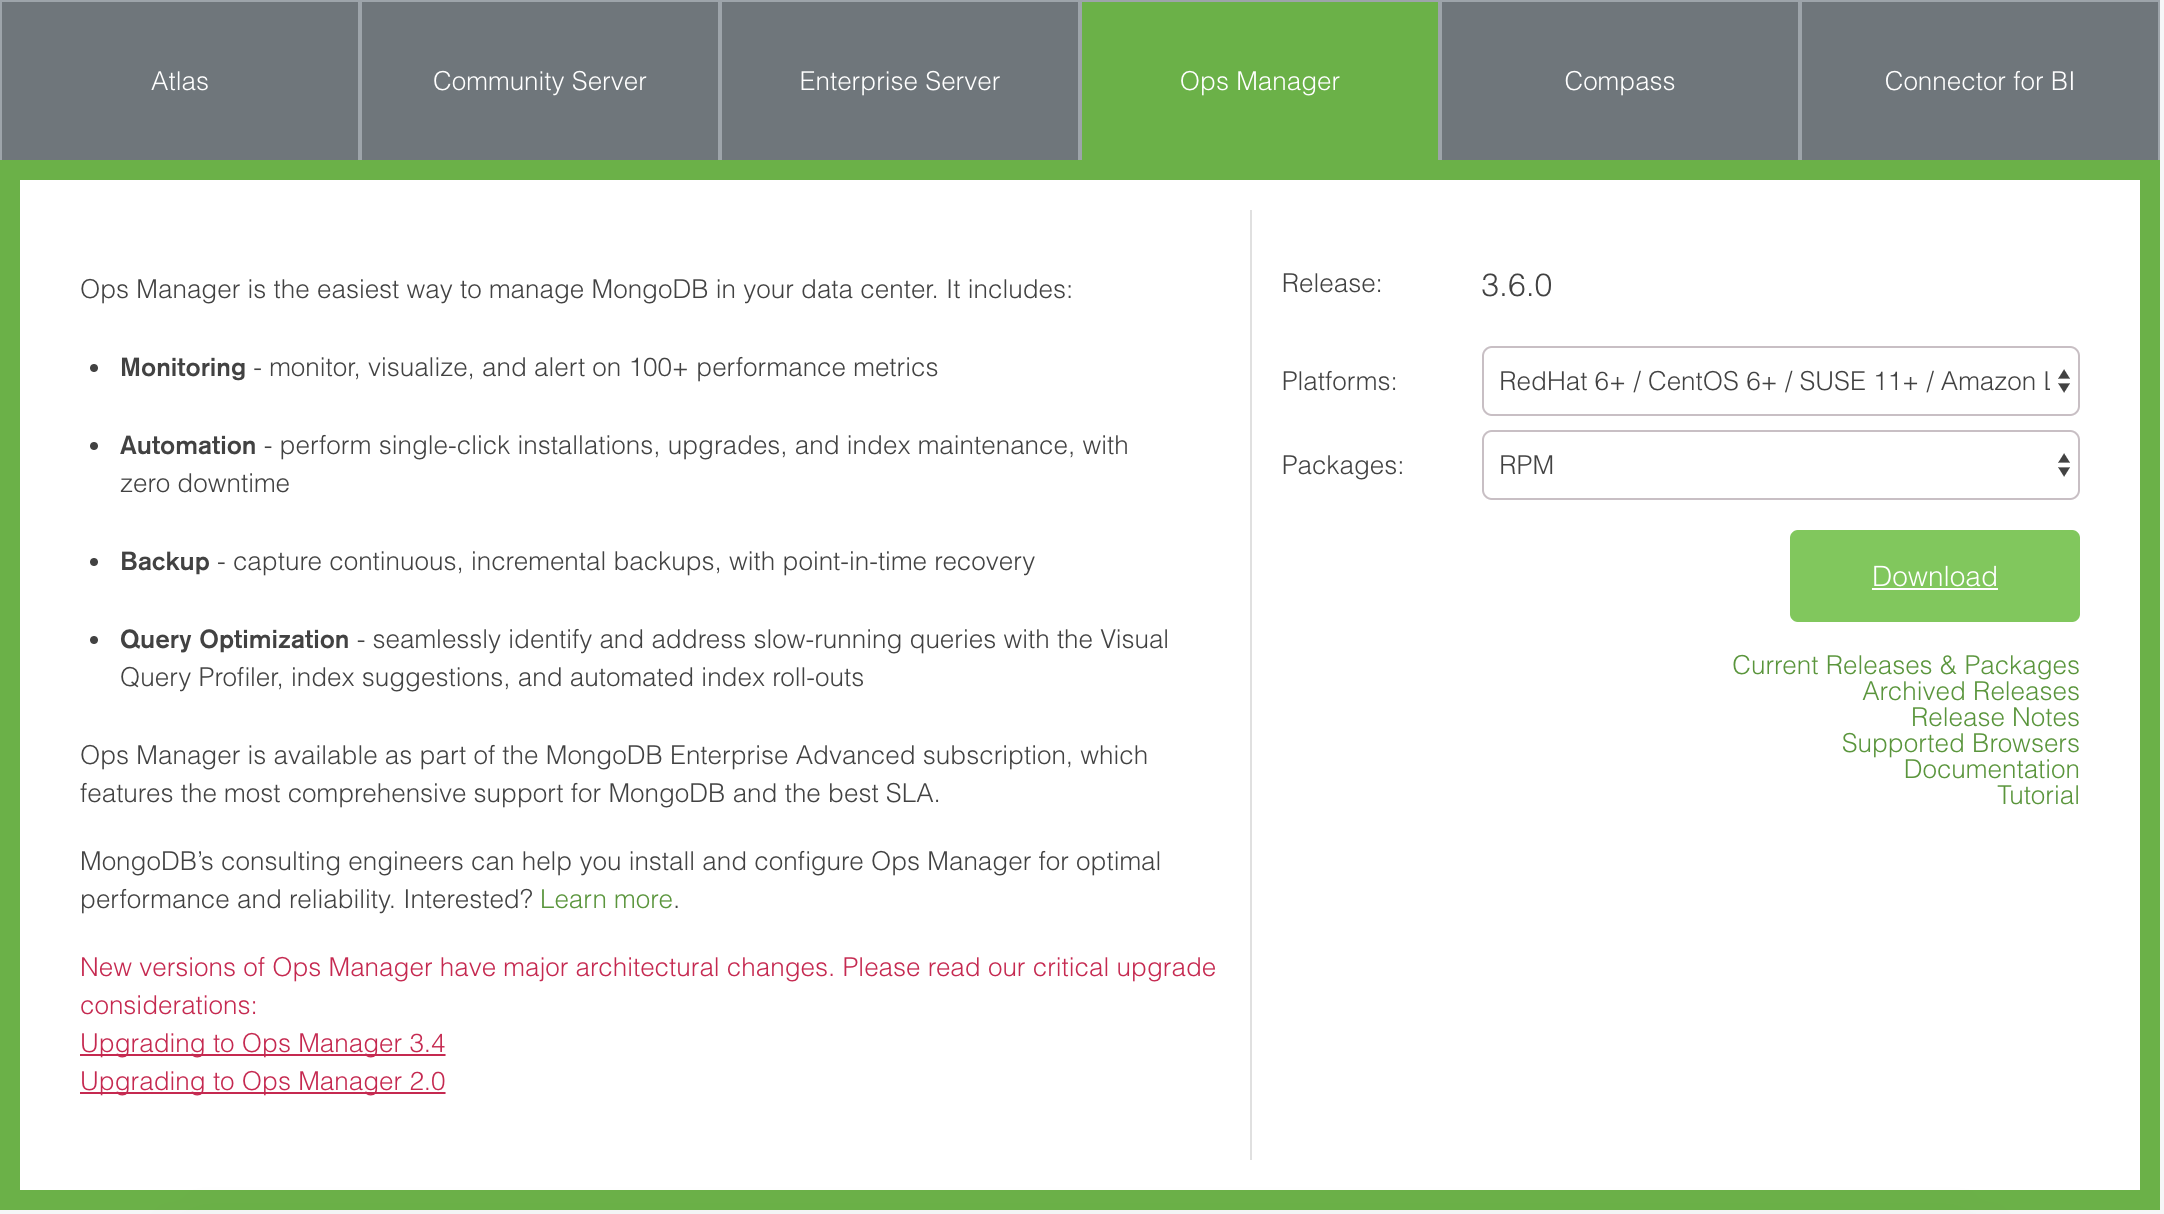 Atlas
Community Server
Enterprise Server
Ops Manager
Compass
Connector for BI
Ops Manager is the easiest way to manage MongoDB in your data center. It includes:
• Monitoring - monitor, visualize, and alert on 100+ performance metrics
• Automation - perform single-click installations, upgrades, and index maintenance, with
zero downtime
• Backup - capture continuous, incremental backups, with point-in-time recovery
• Query Optimization - seamlessly identify and address slow-running queries with the Visual
Query Profiler, index suggestions, and automated index roll-outs
Ops Manager is available as part of the MongoDB Enterprise Advanced subscription, which
features the most comprehensive support for MongoDB and the best SLA.
MongoDB’s consulting engineers can help you install and configure Ops Manager for optimal
performance and reliability. Interested? Learn more.
New versions of Ops Manager have major architectural changes. Please read our critical upgrade
considerations:
Upgrading to Ops Manager 3.4
Upgrading to Ops Manager 2.0
Release: 3.6.0
Platforms: RedHat 6+ / CentOS 6+ / SUSE 11+ / Amazon
Packages: RPM
Download
Current Releases & Packages
Archived Releases
Release Notes
Supported Browsers
Documentation
Tutorial